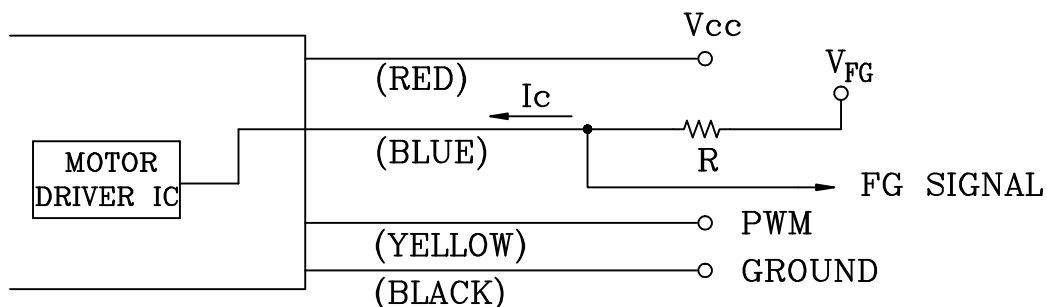 Vcc
(RED)
V_FG
Ic
(BLUE)
R
MOTOR
DRIVER IC
FG SIGNAL
PWM
(YELLOW)
GROUND
(BLACK)